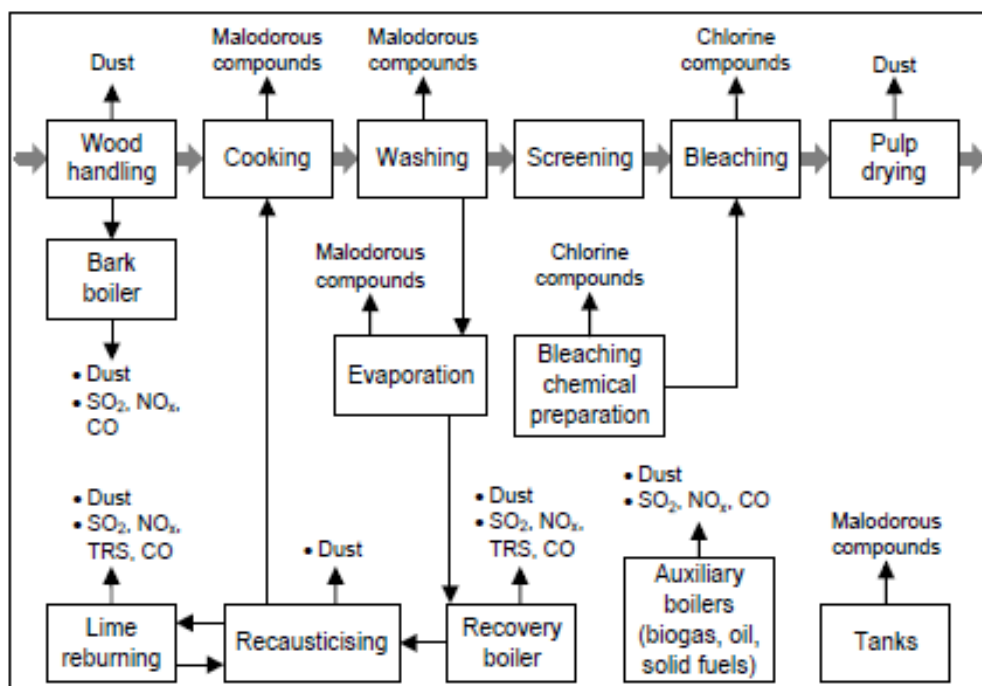 Dust
Malodorous
compounds
Malodorous
compounds
Chlorine
compounds
Dust
Wood
handling
Cooking
Washing
Screening
Bleaching
Pulp
drying
Bark
boiler
Malodorous
compounds
Chlorine
compounds
Evaporation
Bleaching
chemical
preparation
• Dust
• SO₂, NOₓ,
CO
• Dust
• SO₂, NOₓ,
TRS, CO
• Dust
• Dust
• SO₂, NOₓ,
TRS, CO
• Dust
• SO₂, NOₓ, CO
Malodorous
compounds
Lime
reburning
Recausticising
Recovery
boiler
Auxiliary
boilers
(biogas, oil,
solid fuels)
Tanks